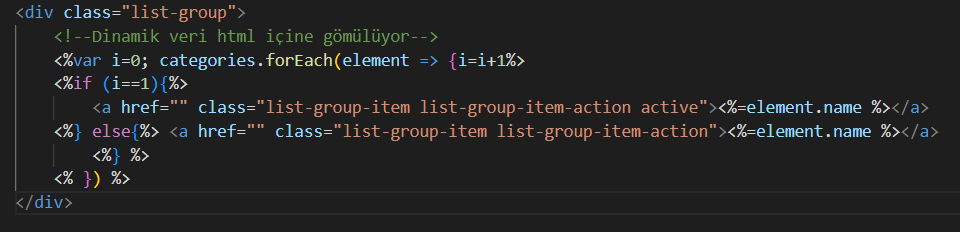 <div class="list-group">
<!--Dinamik veri html içine gömülüyor-->
<%var i=0; categories.forEach(element => {i=i+1%>
<%if (i==1){%>
<a href="" class="list-group-item list-group-item-action active"><%=element.name %></a>
<%} else{%> <a href="" class="list-group-item list-group-item-action"><%=element.name %></a>
<%} %>
<% }) %>
</div>